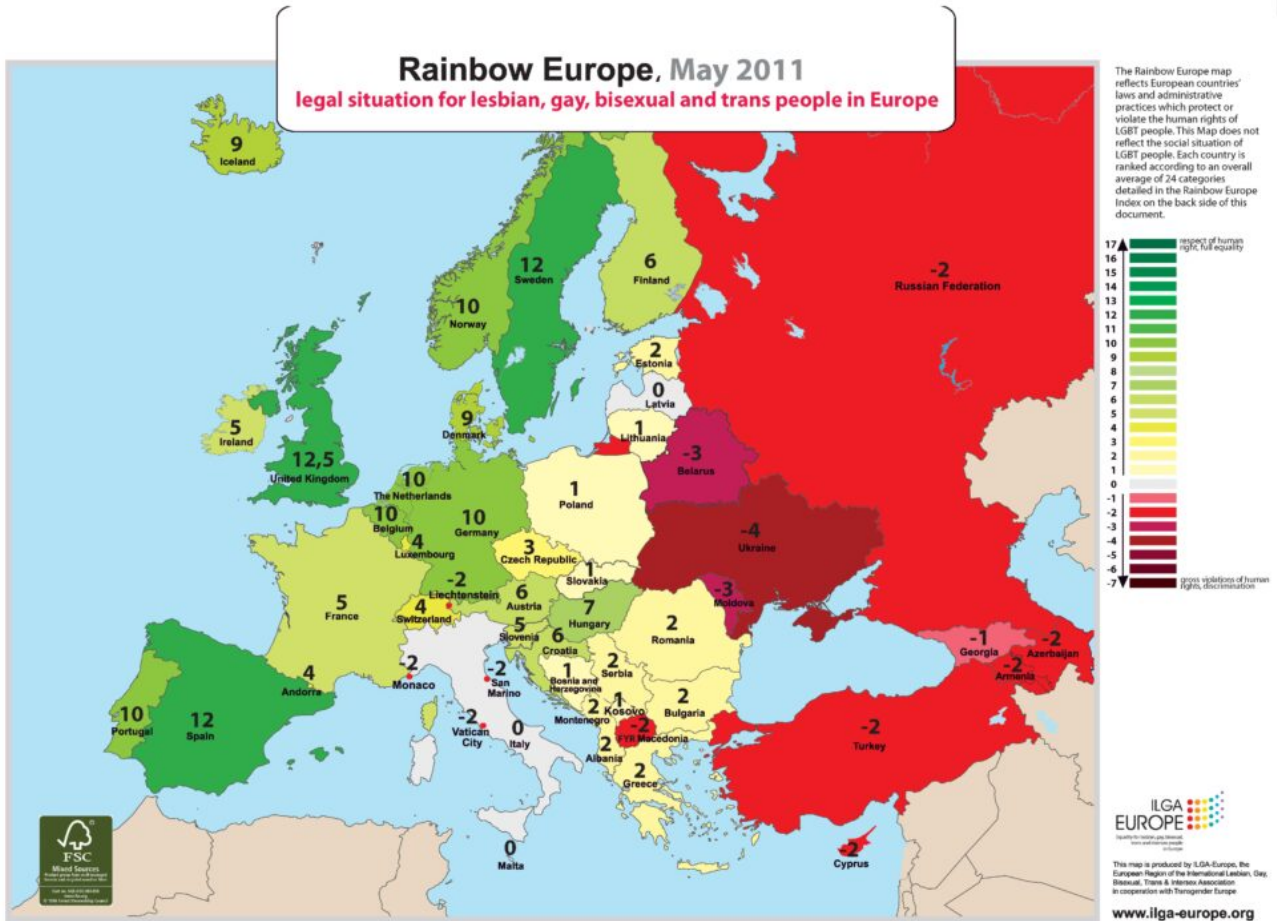 Rainbow Europe, May 2011
legal situation for lesbian, gay, bisexual and trans people in Europe
The Rainbow Europe map
reflects European countries'
laws and administrative
practices which protect or
violate the human rights of
LGBT people. This Map does not
reflect the social situation of
LGBT people. Each country is
ranked according to an overall
average of 24 categories
detailed in the Rainbow Europe
Index on the back side of this
document.
17
respect of human
right, full equality
16
15
14
13
12
11
10
9
8
7
6
5
4
3
2
1
0
-1
-2
-3
-4
-5
-6
-7
gross violations of human
rights, discrimination
9
Iceland
12
Sweden
6
Finland
-2
Russian Federation
10
Norway
2
Estonia
0
Latvia
1
Lithuania
9
Denmark
5
Ireland
12,5
United Kingdom
-3
Belarus
10
The Netherlands
10
Belgium
10
Germany
1
Poland
-4
Ukraine
4
Luxembourg
3
Czech Republic
1
Slovakia
-2
Liechtenstein
6
Austria
7
Hungary
-3
Moldova
5
France
4
Switzerland
5
Slovenia
6
Croatia
2
Romania
-1
Georgia
-2
Azerbaijan
-2
Armenia
4
Andorra
-2
Monaco
-2
San
Marino
1
Bosnia and
Herzegovina
2
Serbia
10
Portugal
12
Spain
-2
Vatican
City
0
Italy
2
Montenegro
1
Kosovo
2
Bulgaria
-2
FYR Macedonia
2
Albania
2
Greece
-2
Turkey
0
Malta
-2
Cyprus
FSC
Mixed Sources
ILGA
EUROPE
This map is produced by ILGA-Europe, the
European Region of the International Lesbian, Gay,
Bisexual, Trans & Intersex Association
in cooperation with Transgender Europe
www.ilga-europe.org